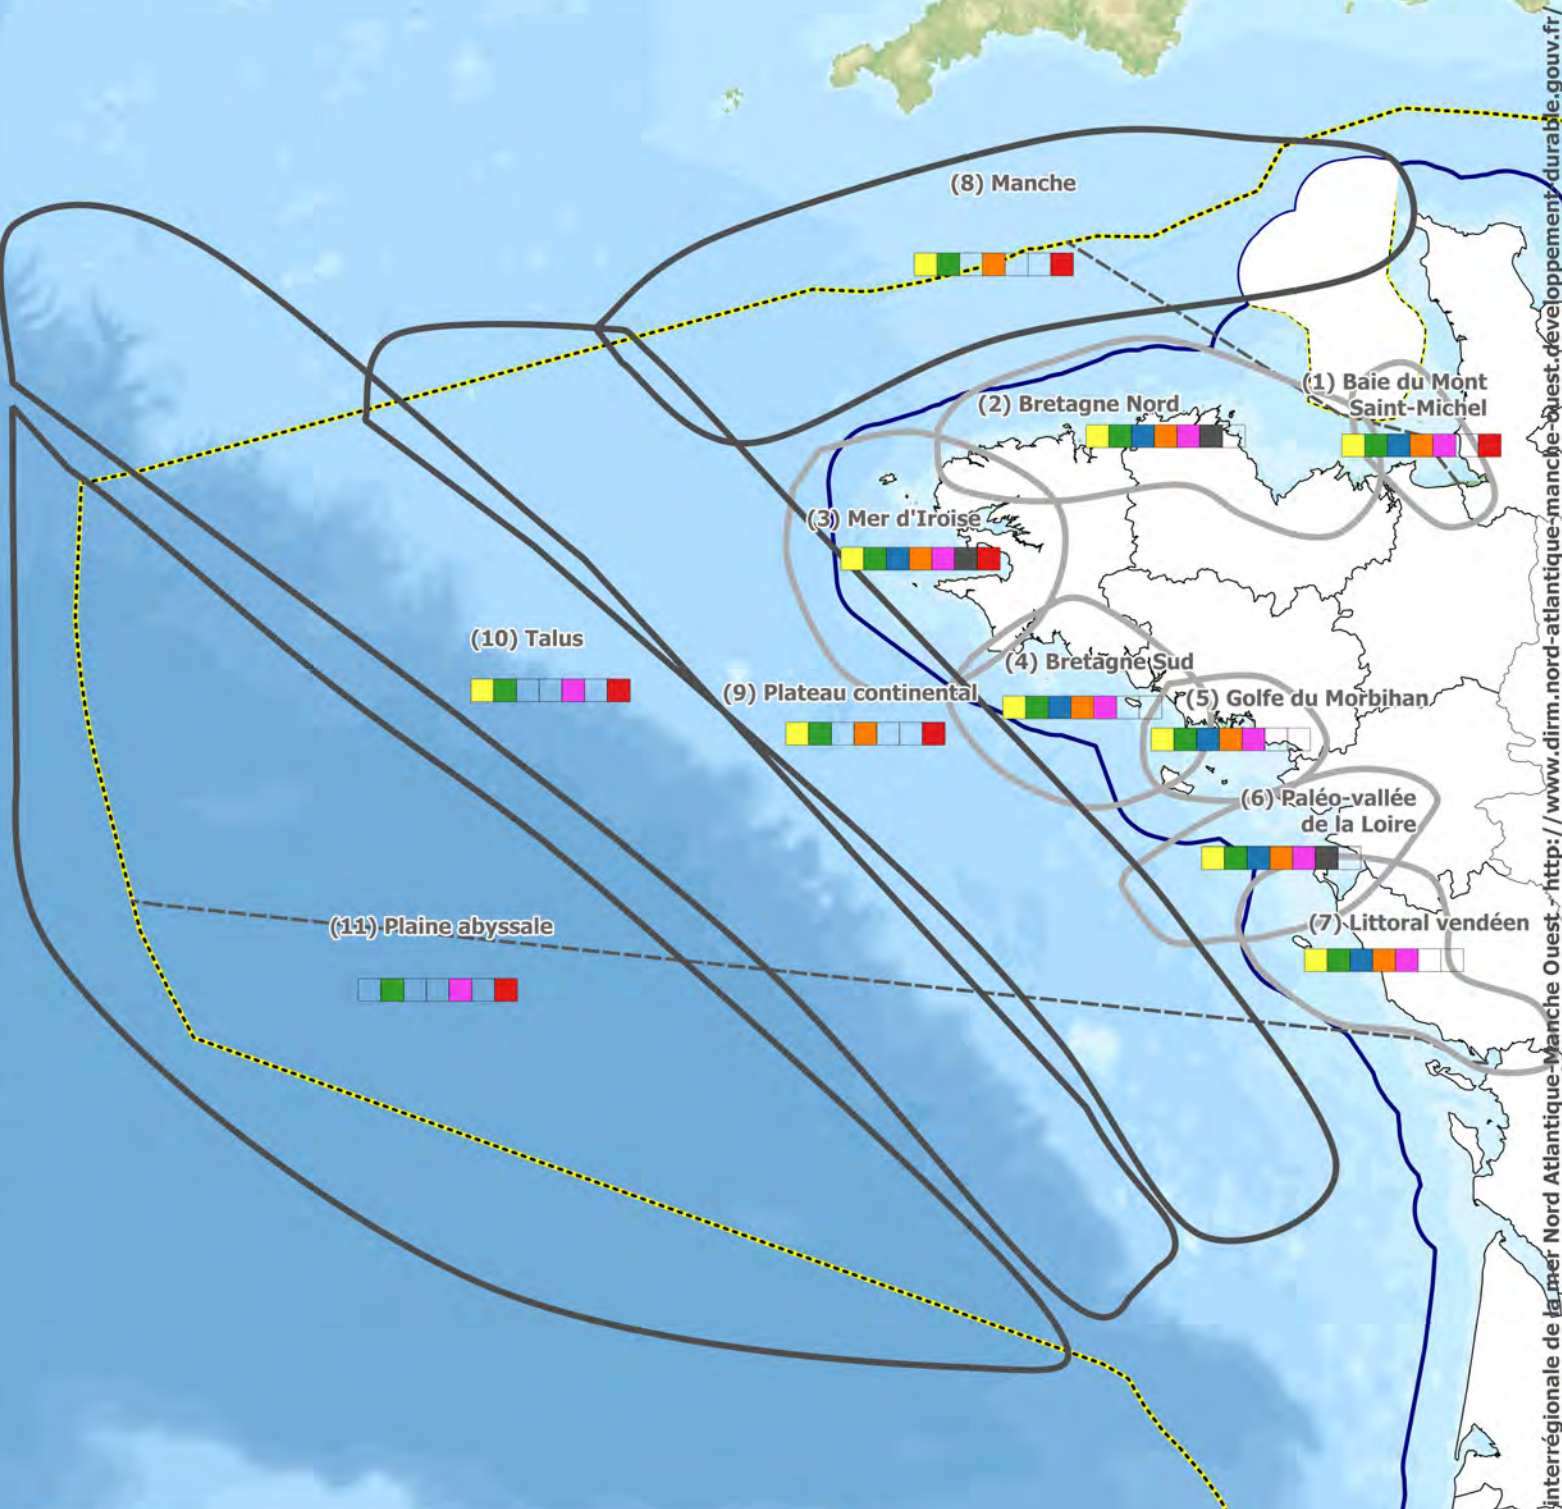 (8) Manche
(1) Baie du Mont
Saint-Michel
(2) Bretagne Nord
(3) Mer d'Iroise
(10) Talus
(4) Bretagne Sud
(9) Plateau continental
(5) Golfe du Morbihan
(6) Paléo-vallée
de la Loire
(11) Plaine abyssale
(7) Littoral vendéen
interrégionale de la mer Nord Atlantique-Manche Ouest - http://www.dirm.nord-atlantique-manche-ouest.developpement-durable.gouv.fr/